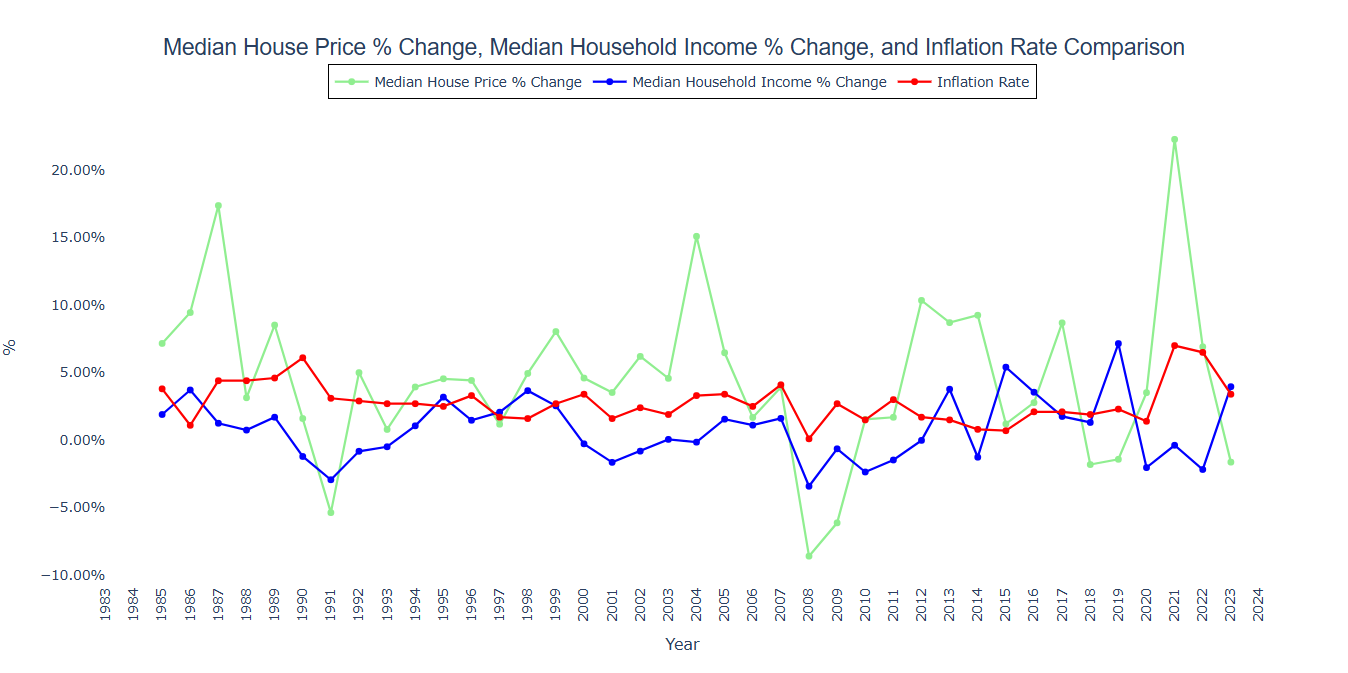 Median House Price % Change, Median Household Income % Change, and Inflation Rate Comparison
Median House Price % Change Median Household Income % Change Inflation Rate
20.00%
15.00%
10.00%
5.00%
0.00%
−5.00%
−10.00%
%
1983 1984 1985 1986 1987 1988 1989 1990 1991 1992 1993 1994 1995 1996 1997 1998 1999 2000 2001 2002 2003 2004 2005 2006 2007 2008 2009 2010 2011 2012 2013 2014 2015 2016 2017 2018 2019 2020 2021 2022 2023 2024
Year